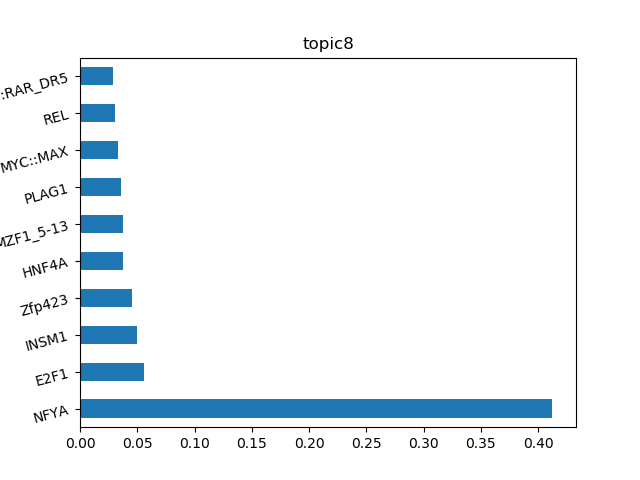 topic8
::RAR_DR5
REL
MYC::MAX
PLAG1
MZF1_5-13
HNF4A
Zfp423
INSM1
E2F1
NFYA
0.00 0.05 0.10 0.15 0.20 0.25 0.30 0.35 0.40